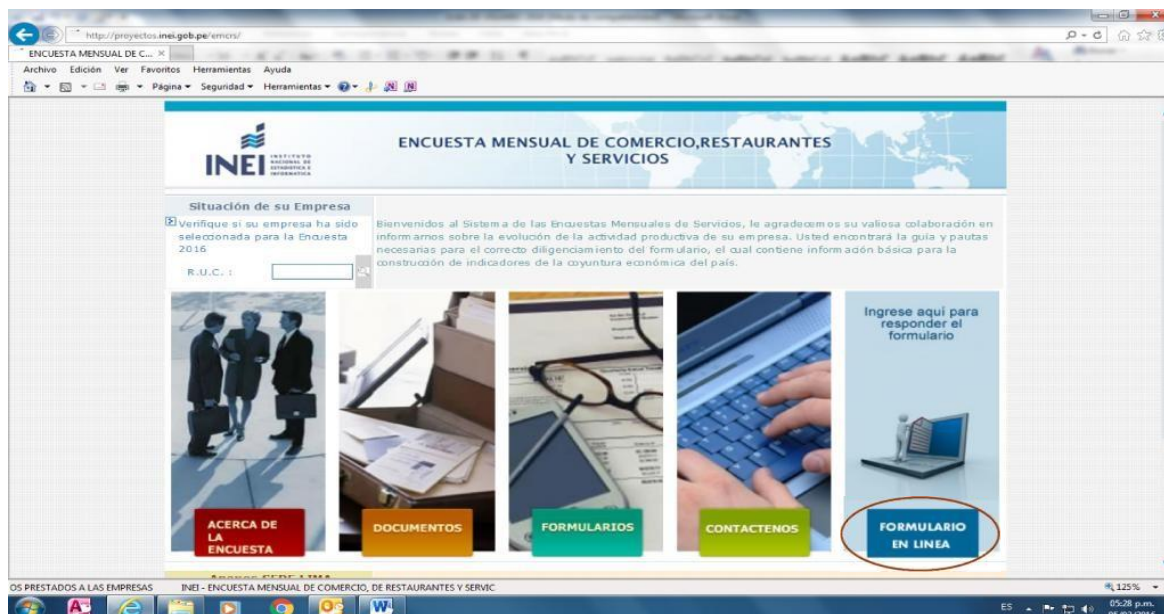 http://proyectos.inei.gob.pe/emcrs/
ENCUESTA MENSUAL DE C...
Archivo Edición Ver Favoritos Herramientas Ayuda
Página Seguridad Herramientas
INEI
INSTITUTO
NACIONAL DE
ESTADISTICA E
INFORMATICA
ENCUESTA MENSUAL DE COMERCIO,RESTAURANTES
Y SERVICIOS
Situación de su Empresa
Verifique si su empresa ha sido
seleccionada para la Encuesta
2016
R.U.C. :
Bienvenidos al Sistema de las Encuestas Mensuales de Servicios, le agradecemos su valiosa colaboración en
informarnos sobre la evolución de la actividad productiva de su empresa. Usted encontrará la guía y pautas
necesarias para el correcto diligenciamiento del formulario, el cual contiene información básica para la
construcción de indicadores de la coyuntura económica del país.
Ingrese aquí para
responder el
formulario
ACERCA DE
LA
ENCUESTA
DOCUMENTOS
FORMULARIOS
CONTACTENOS
FORMULARIO
EN LINEA
OS PRESTADOS A LAS EMPRESAS INEI - ENCUESTA MENSUAL DE COMERCIO, DE RESTAURANTES Y SERVIC
125%
ES
05:28 p.m.